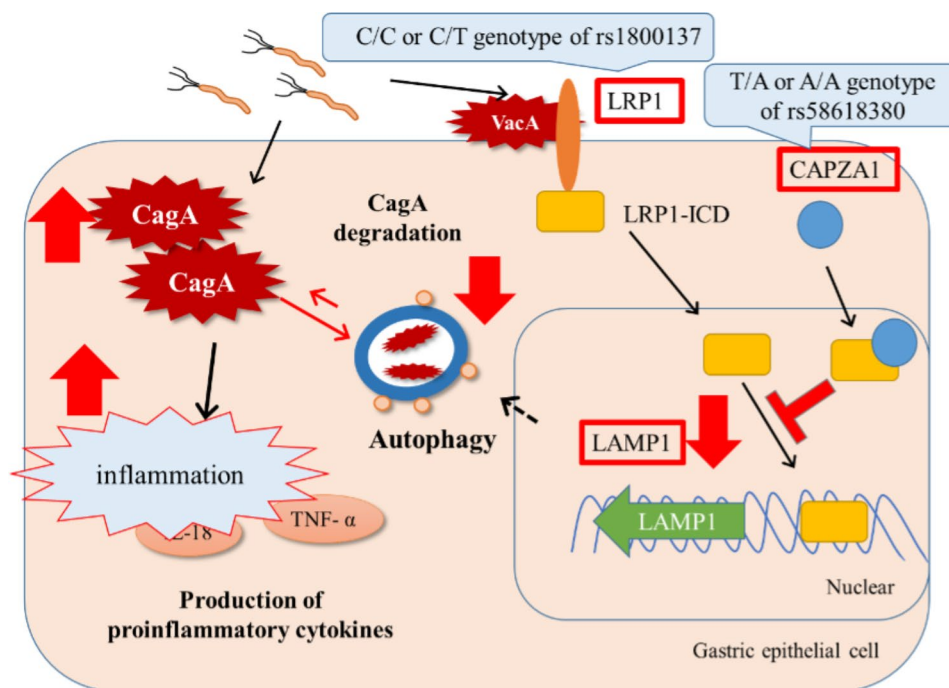 C/C or C/T genotype of rs1800137
LRP1
T/A or A/A genotype
of rs58618380
VacA
CAPZA1
CagA
CagA
degradation
LRP1-ICD
CagA
Autophagy
LAMP1
inflammation
TNF- α
-18
LAMP1
Nuclear
Production of
proinflammatory cytokines
Gastric epithelial cell